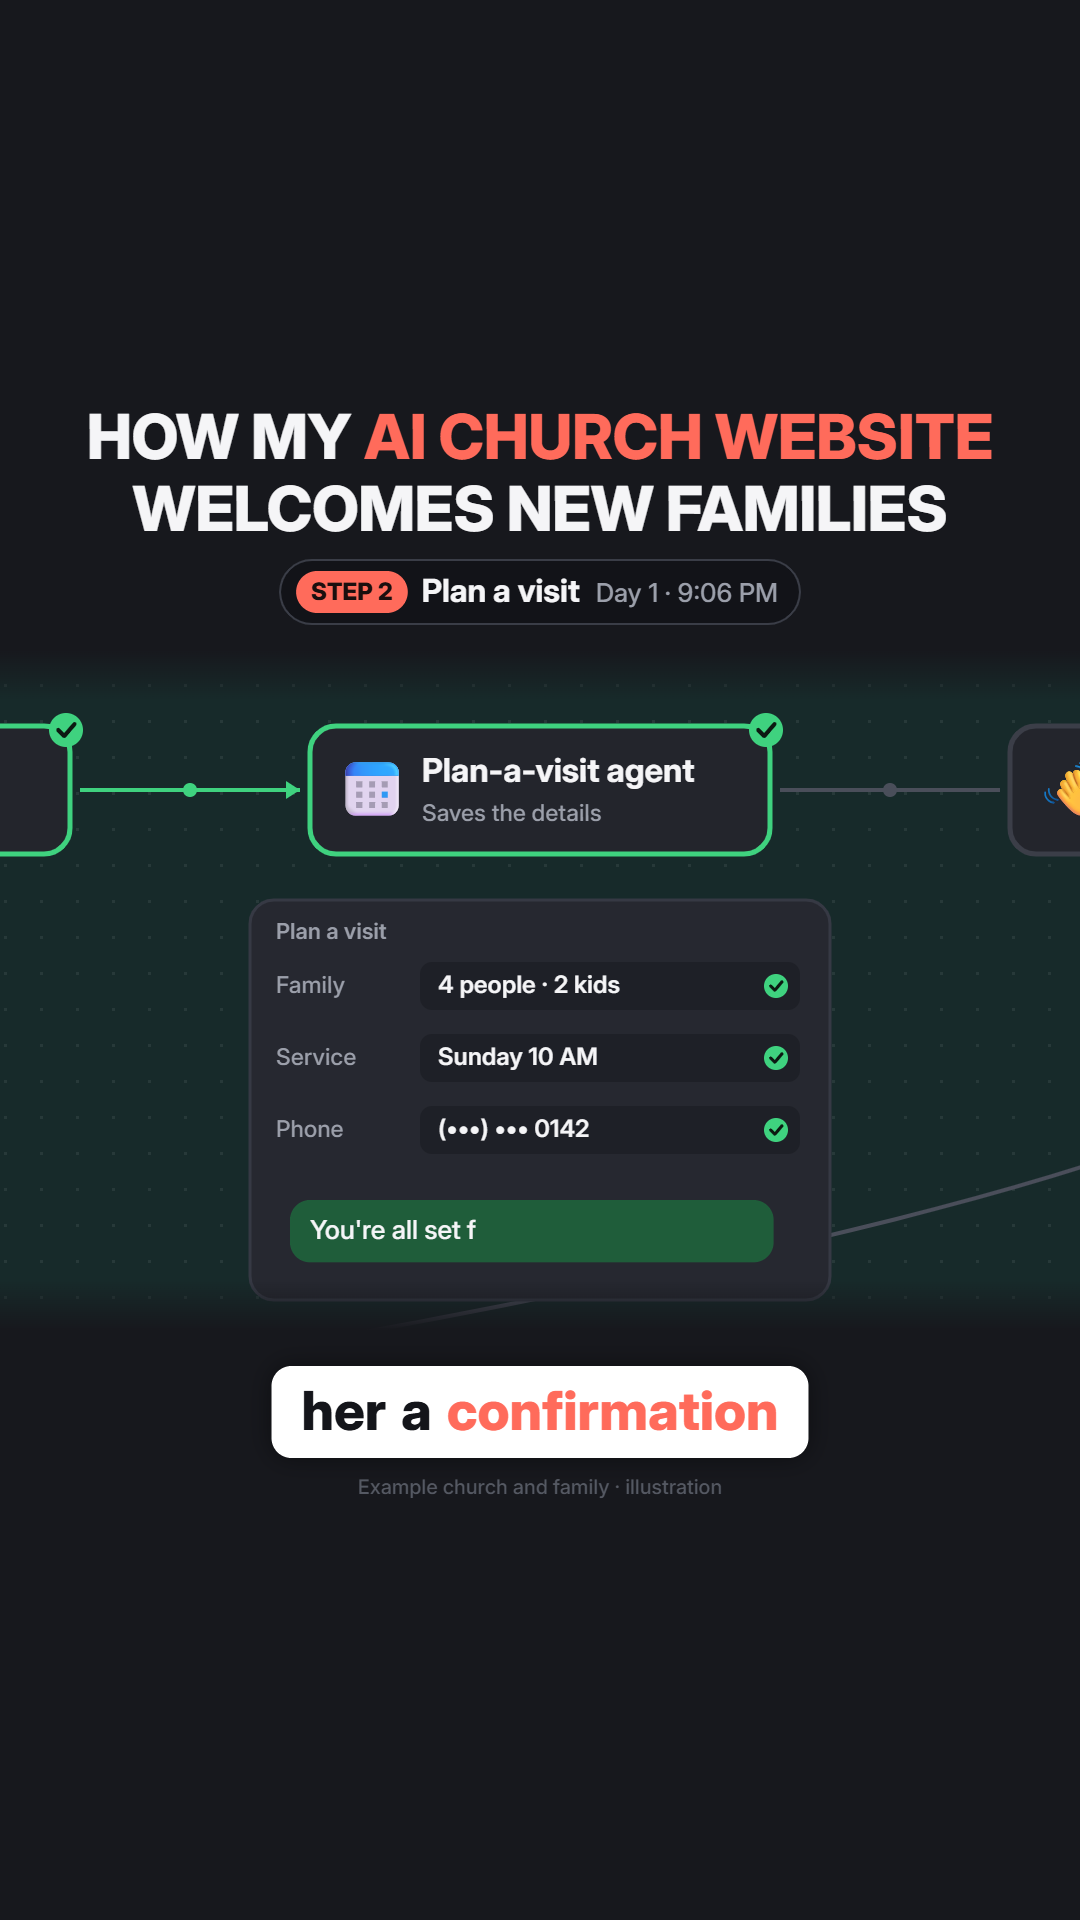 HOW MY AI CHURCH WEBSITE
WELCOMES NEW FAMILIES
STEP 2 Plan a visit Day 1 · 9:06 PM
Plan-a-visit agent
Saves the details
Plan a visit
Family 4 people · 2 kids
Service Sunday 10 AM
Phone (•••) ••• 0142
You're all set f
her a confirmation
Example church and family · illustration